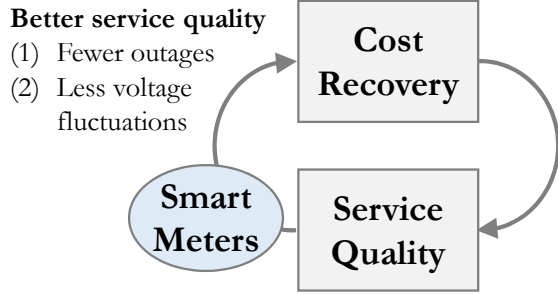 Better service quality
(1) Fewer outages
(2) Less voltage
fluctuations
Cost
Recovery
Smart
Meters
Service
Quality